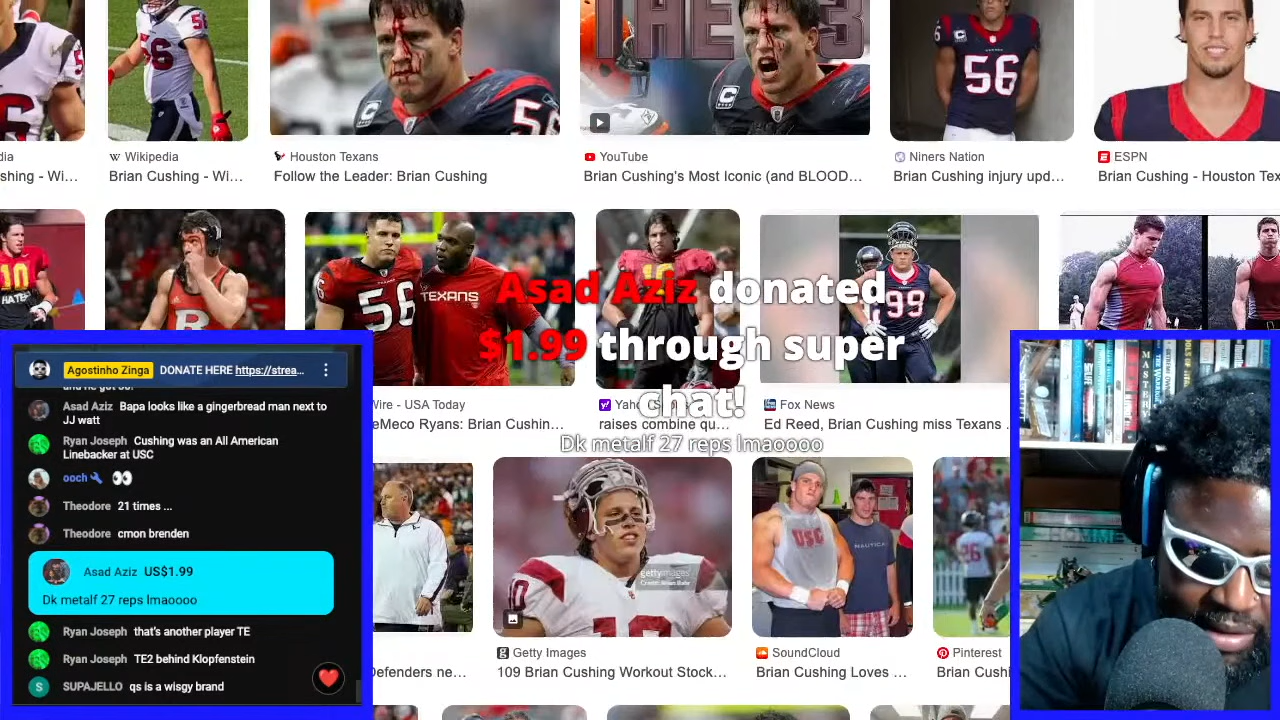 dia
Wikipedia
Houston Texans
YouTube
Niners Nation
ESPN
shing - Wi...
Brian Cushing - Wi...
Follow the Leader: Brian Cushing
Brian Cushing's Most Iconic (and BLOOD...
Brian Cushing injury upd...
Brian Cushing - Houston Tex
Asad Aziz donated
$1.99 through super
chat!
Dk metalf 27 reps lmaoooo
Wire - USA Today
Fox News
eMeco Ryans: Brian Cushin...
raises combine qu...
Ed Reed, Brian Cushing miss Texans
Agostinho Zinga DONATE HERE https://strea...
Asad Aziz Bapa looks like a gingerbread man next to
JJ watt
Ryan Joseph Cushing was an All American
Linebacker at USC
ooch 👀
Theodore 21 times ...
Theodore cmon brenden
Asad Aziz US$1.99
Dk metalf 27 reps lmaoooo
Ryan Joseph that's another player TE
Ryan Joseph TE2 behind Klopfenstein
SUPAJELLO qs is a wisgy brand
Getty Images
SoundCloud
Pinterest
Defenders ne...
109 Brian Cushing Workout Stock...
Brian Cushing Loves ...
Brian Cushi
56
56
99
TEXANS
USC
NAUTICA
gettyimages